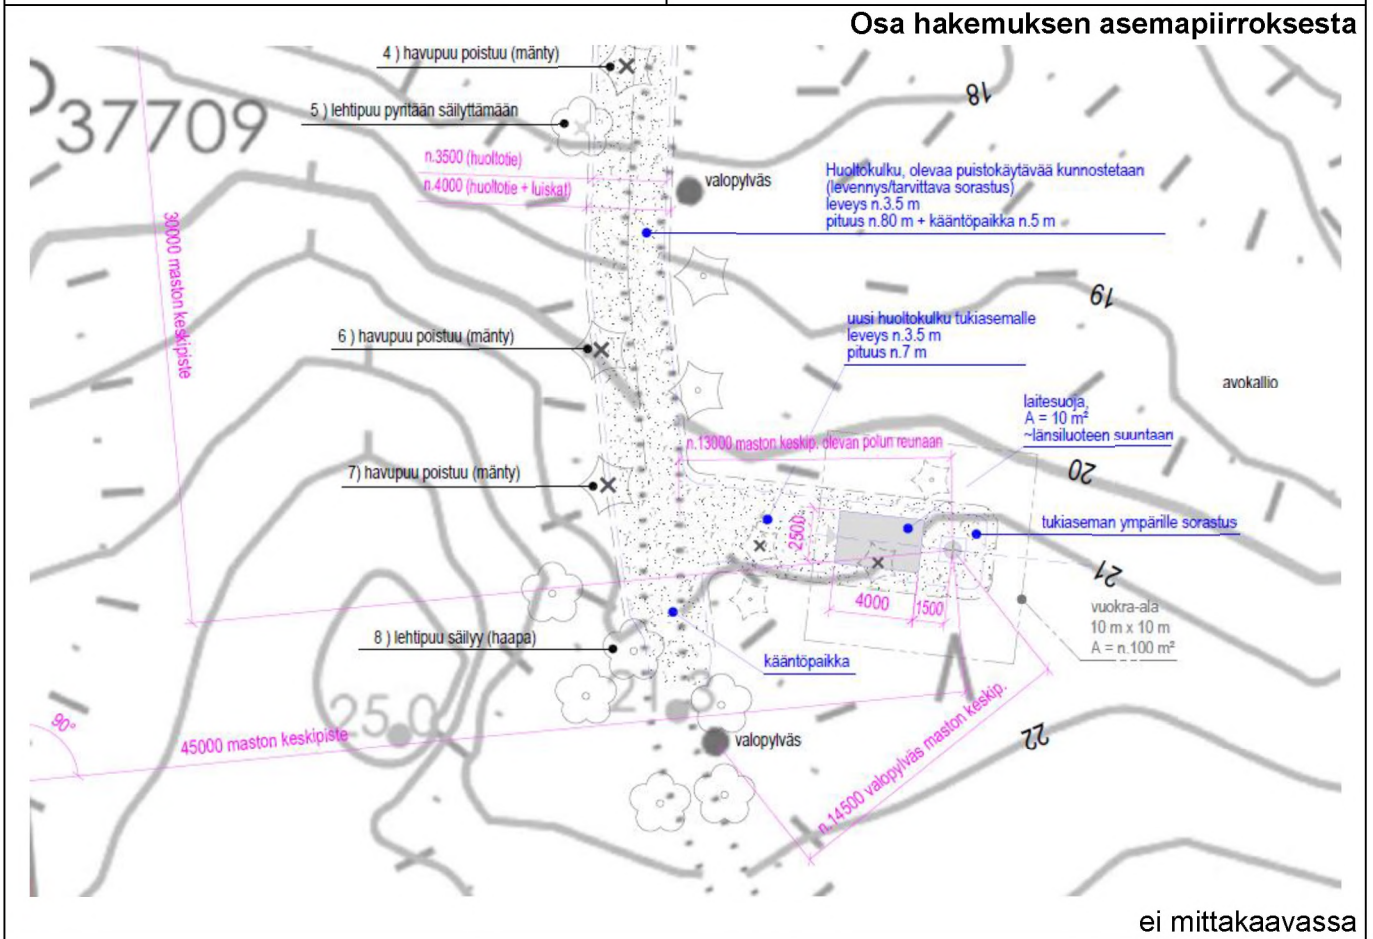 Osa hakemuksen asemapiirroksesta
4 ) havupuu poistuu (mänty)
18
37709
5 ) lehtipuu pyritään säilyttämään
n.3500 (huoltotie)
n.4000 (huoltotie + luiskat)
valopylväs
Huoltokulku, olevaa puistokäytävää kunnostetaan
(levennys/tarvittava sorastus)
leveys n.3.5 m
pituus n.80 m + kääntöpaikka n.5 m
30000 maston keskipiste
19
uusi huoltokulku tukiasemalle
leveys n.3.5 m
pituus n.7 m
6 ) havupuu poistuu (mänty)
avokallio
laitesuoja,
A = 10 m²
~länsiluoteen suuntaan
n.13000 maston keskip. olevan polun reunaan
20
7) havupuu poistuu (mänty)
2500
tukiaseman ympärille sorastus
21
4000
1500
vuokra-ala
10 m x 10 m
A = n.100 m²
8 ) lehtipuu säilyy (haapa)
kääntöpaikka
25.0
90°
45000 maston keskipiste
valopylväs
22
n.14500 valopylväs maston keskip.
ei mittakaavassa